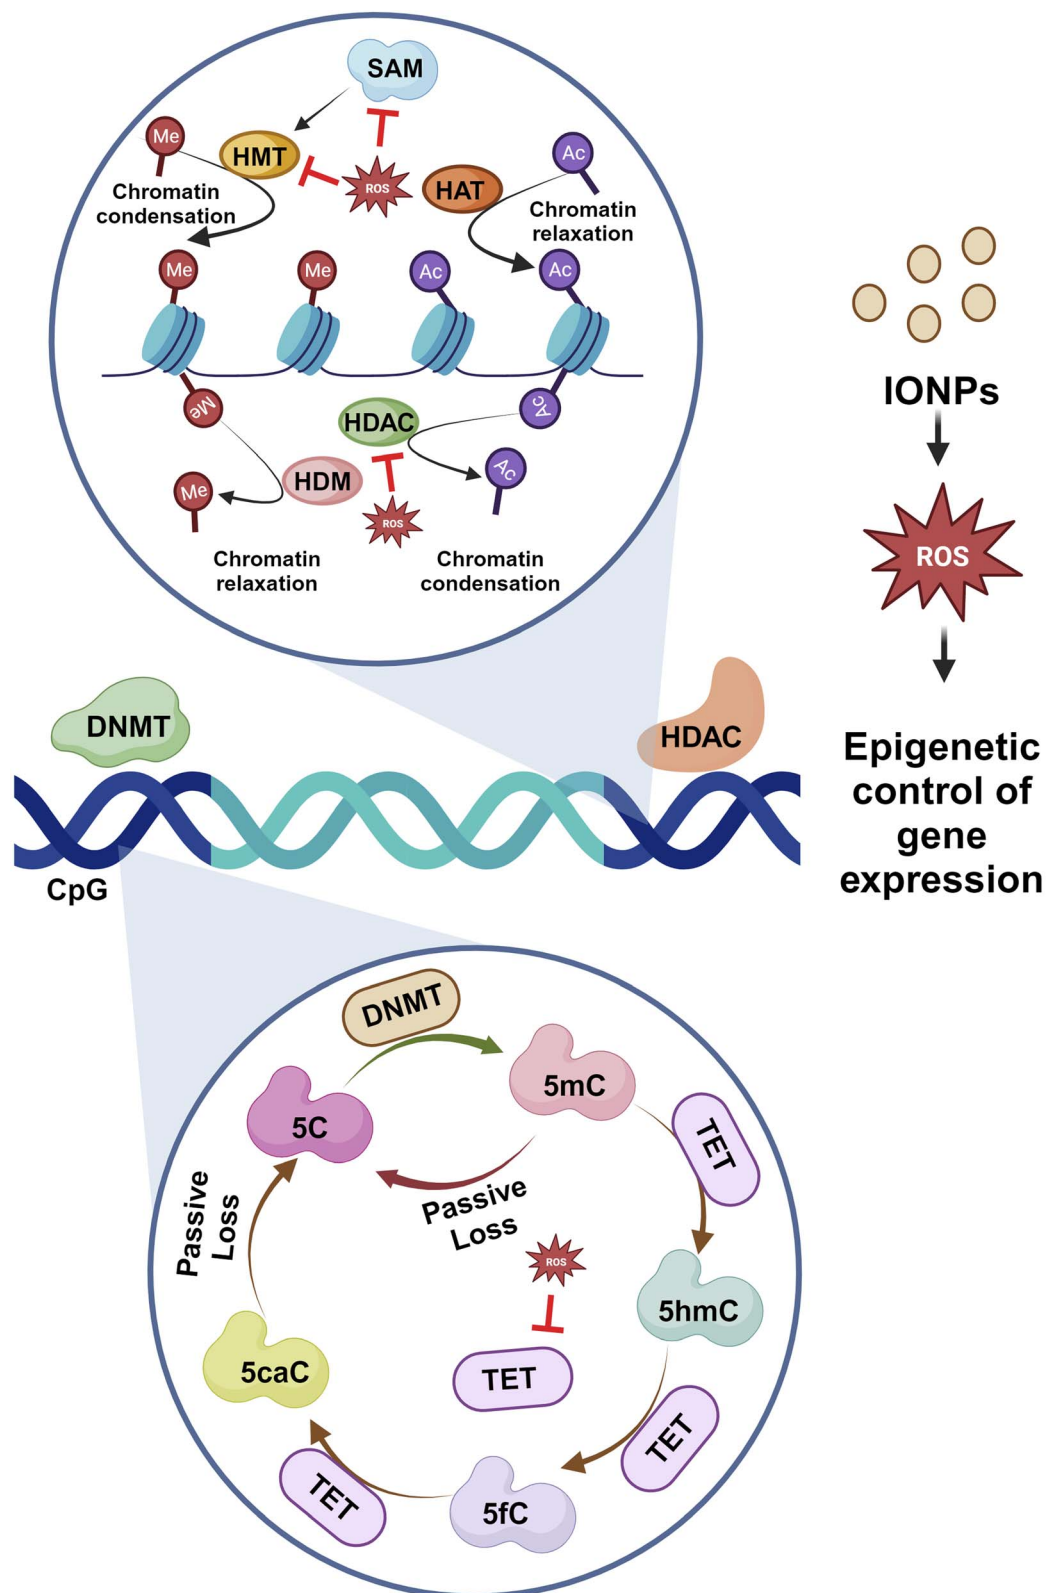 SAM
Me
HMT
ROS
HAT
Ac
Chromatin
condensation
Chromatin
relaxation
Me
Me
Ac
Ac
Me
HDAC
Ac
Me
HDM
Ac
ROS
Chromatin
relaxation
Chromatin
condensation
IONPs
ROS
Epigenetic
control of
gene
expression
DNMT
HDAC
CpG
DNMT
5C
5mC
TET
Passive
Loss
Passive
Loss
ROS
5hmC
TET
5caC
TET
TET
5fC